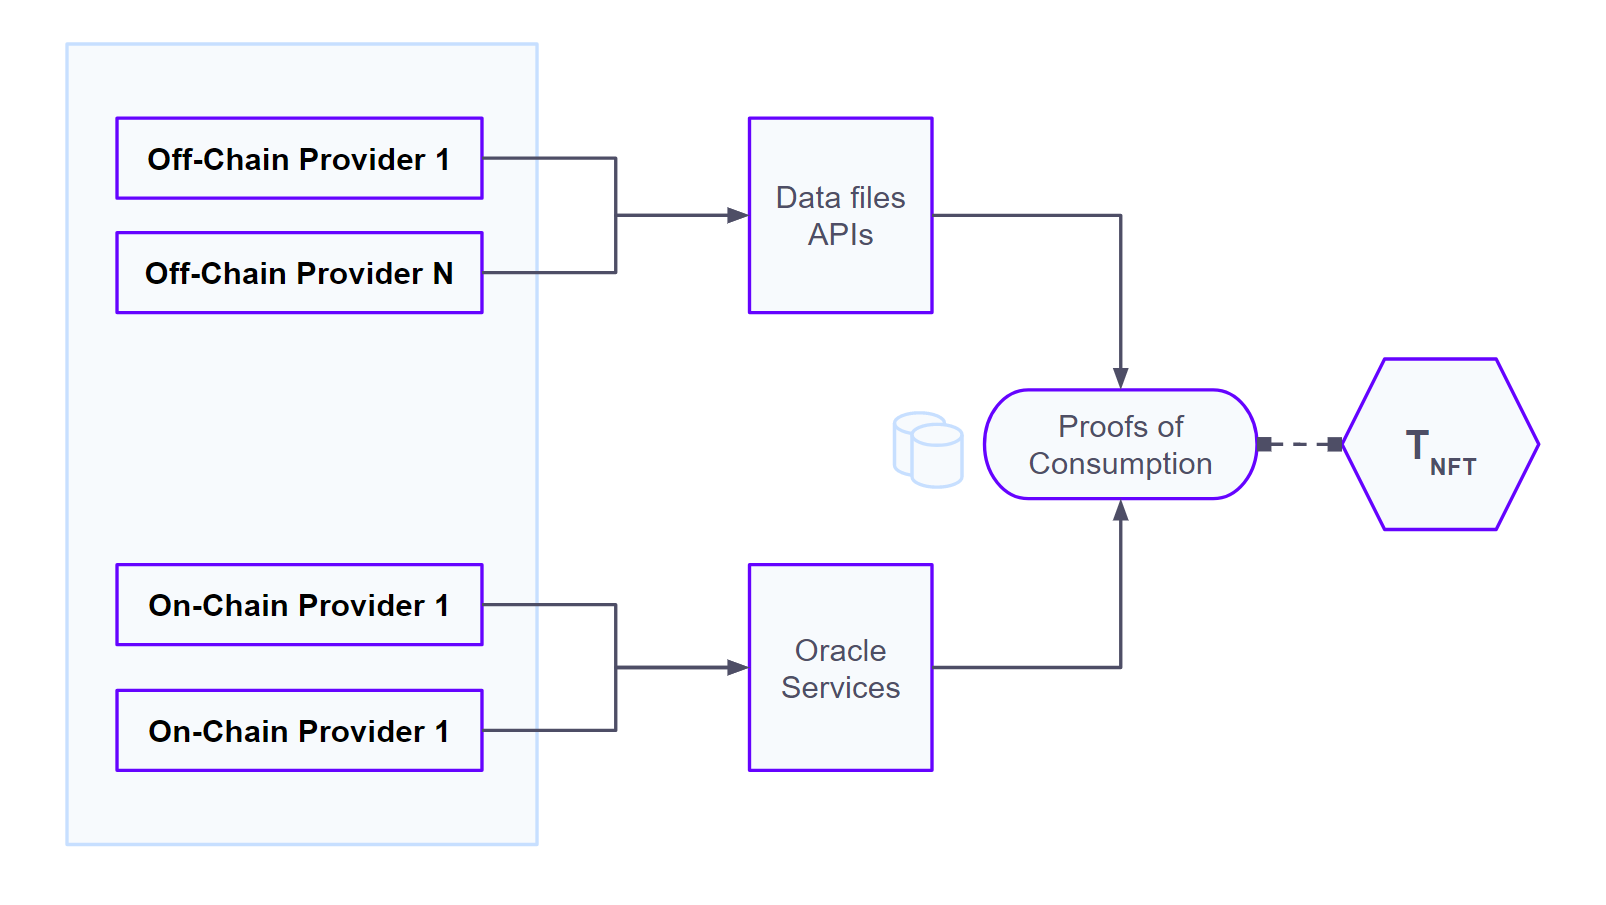 Off-Chain Provider 1
Off-Chain Provider N
Data files
APIs
Proofs of
Consumption
T
NFT
On-Chain Provider 1
On-Chain Provider 1
Oracle
Services